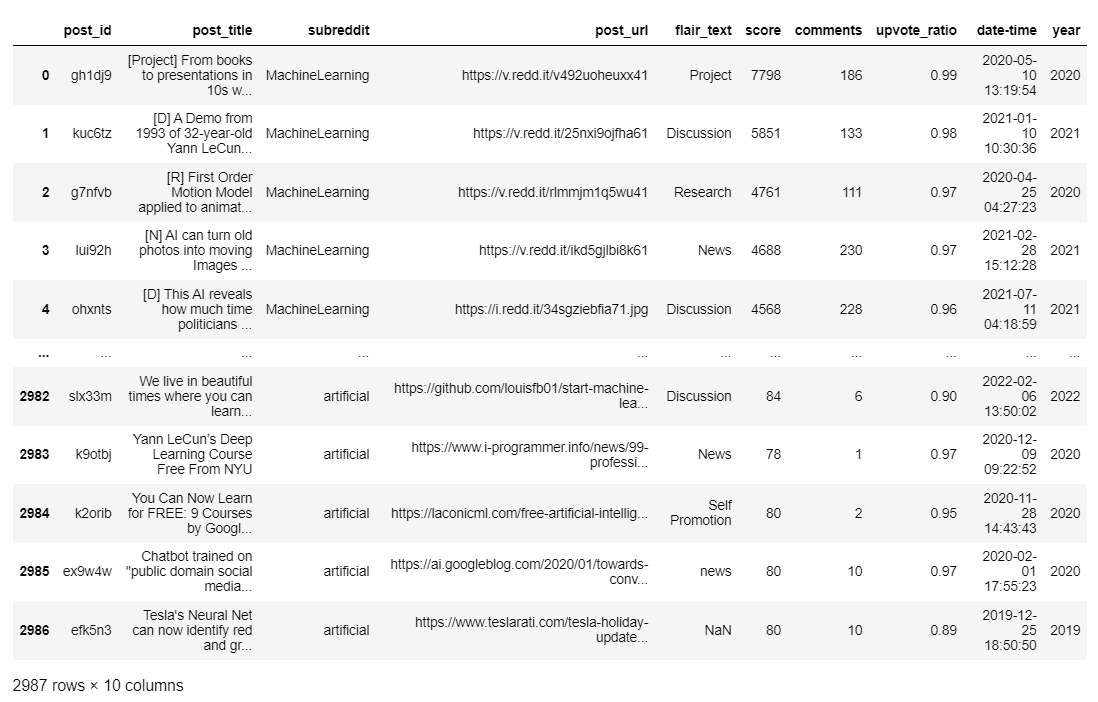 post_id post_title subreddit post_url flair_text score comments upvote_ratio date-time year
[Project] From books 2020-05-
0 gh1dj9 to presentations in MachineLearning https://v.redd.it/v492uoheuxx41 Project 7798 186 0.99 10 2020
10s w... 13:19:54
[D] A Demo from 2021-01-
1 kuc6tz 1993 of 32-year-old MachineLearning https://v.redd.it/25nxi9ojfha61 Discussion 5851 133 0.98 10 2021
Yann LeCun... 10:30:36
[R] First Order 2020-04-
2 g7nfvb Motion Model MachineLearning https://v.redd.it/rlmmjm1q5wu41 Research 4761 111 0.97 25 2020
applied to animat... 04:27:23
[N] AI can turn old 2021-02-
3 lui92h photos into moving MachineLearning https://v.redd.it/ikd5gjlbi8k61 News 4688 230 0.97 28 2021
Images ... 15:12:28
[D] This AI reveals 2021-07-
4 ohxnts how much time MachineLearning https://i.redd.it/34sgziebfia71.jpg Discussion 4568 228 0.96 11 2021
politicians ... 04:18:59
... ... ... ... ... ... ... ... ... ... ...
We live in beautiful https://github.com/louisfb01/start-machine- 2022-02-
2982 slx33m times where you can artificial lea... Discussion 84 6 0.90 06 2022
learn... 13:50:02
Yann LeCun's Deep https://www.i-programmer.info/news/99- 2020-12-
2983 k9otbj Learning Course artificial professi... News 78 1 0.97 09 2020
Free From NYU 09:22:52
You Can Now Learn Self 2020-11-
2984 k2orib for FREE: 9 Courses artificial https://laconicml.com/free-artificial-intellig... Promotion 80 2 0.95 28 2020
by Googl... 14:43:43
Chatbot trained on https://ai.googleblog.com/2020/01/towards- 2020-02-
2985 ex9w4w "public domain social artificial conv... news 80 10 0.97 01 2020
media... 17:55:23
Tesla's Neural Net https://www.teslarati.com/tesla-holiday- 2019-12-
2986 efk5n3 can now identify red artificial update... NaN 80 10 0.89 25 2019
and gr... 18:50:50
2987 rows × 10 columns